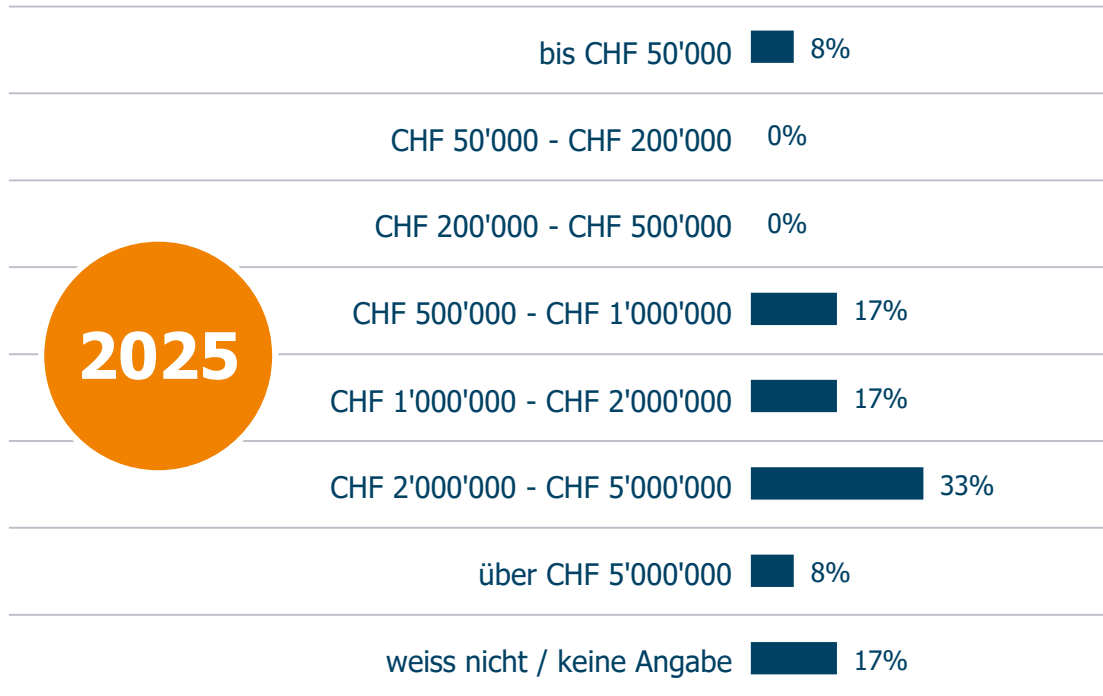 bis CHF 50'000 8%
CHF 50'000 - CHF 200'000 0%
CHF 200'000 - CHF 500'000 0%
CHF 500'000 - CHF 1'000'000 17%
2025
CHF 1'000'000 - CHF 2'000'000 17%
CHF 2'000'000 - CHF 5'000'000 33%
über CHF 5'000'000 8%
weiss nicht / keine Angabe 17%